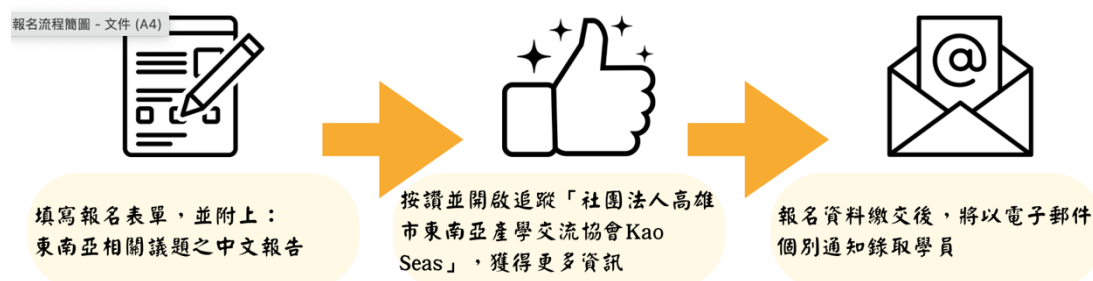 報名流程簡圖 - 文件 (A4)
@
填寫報名表單，並附上：
東南亞相關議題之中文報告
按讚並開啟追蹤「社團法人高雄
市東南亞產學交流協會Kao
Seas」，獲得更多資訊
報名資料繳交後，將以電子郵件
個別通知錄取學員